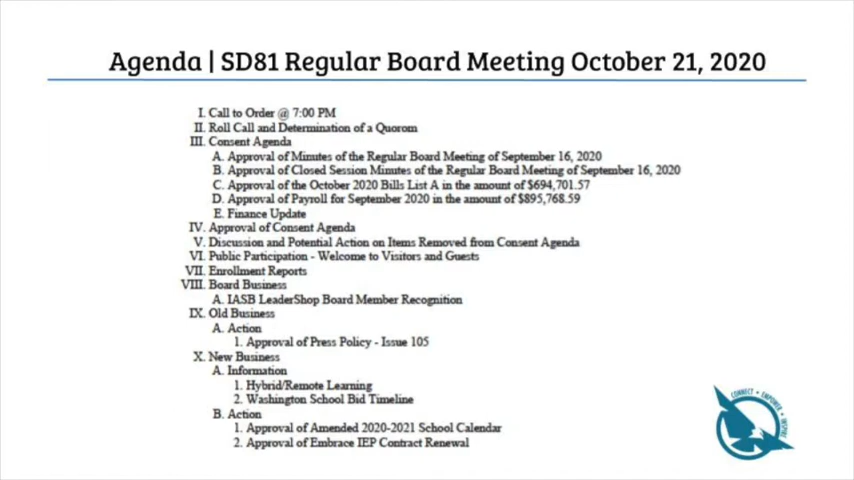 Agenda | SD81 Regular Board Meeting October 21, 2020
I. Call to Order @ 7:00 PM
II. Roll Call and Determination of a Quorom
III. Consent Agenda
A. Approval of Minutes of the Regular Board Meeting of September 16, 2020
B. Approval of Closed Session Minutes of the Regular Board Meeting of September 16, 2020
C. Approval of the October 2020 Bills List A in the amount of $694,701.57
D. Approval of Payroll for September 2020 in the amount of $895,768.59
E. Finance Update
IV. Approval of Consent Agenda
V. Discussion and Potential Action on Items Removed from Consent Agenda
VI. Public Participation - Welcome to Visitors and Guests
VII. Enrollment Reports
VIII. Board Business
A. IASB LeaderShop Board Member Recognition
IX. Old Business
A. Action
1. Approval of Press Policy - Issue 105
X. New Business
A. Information
1. Hybrid/Remote Learning
2. Washington School Bid Timeline
B. Action
1. Approval of Amended 2020-2021 School Calendar
2. Approval of Embrace IEP Contract Renewal
CONNECT • EMPOWER • INSPIRE